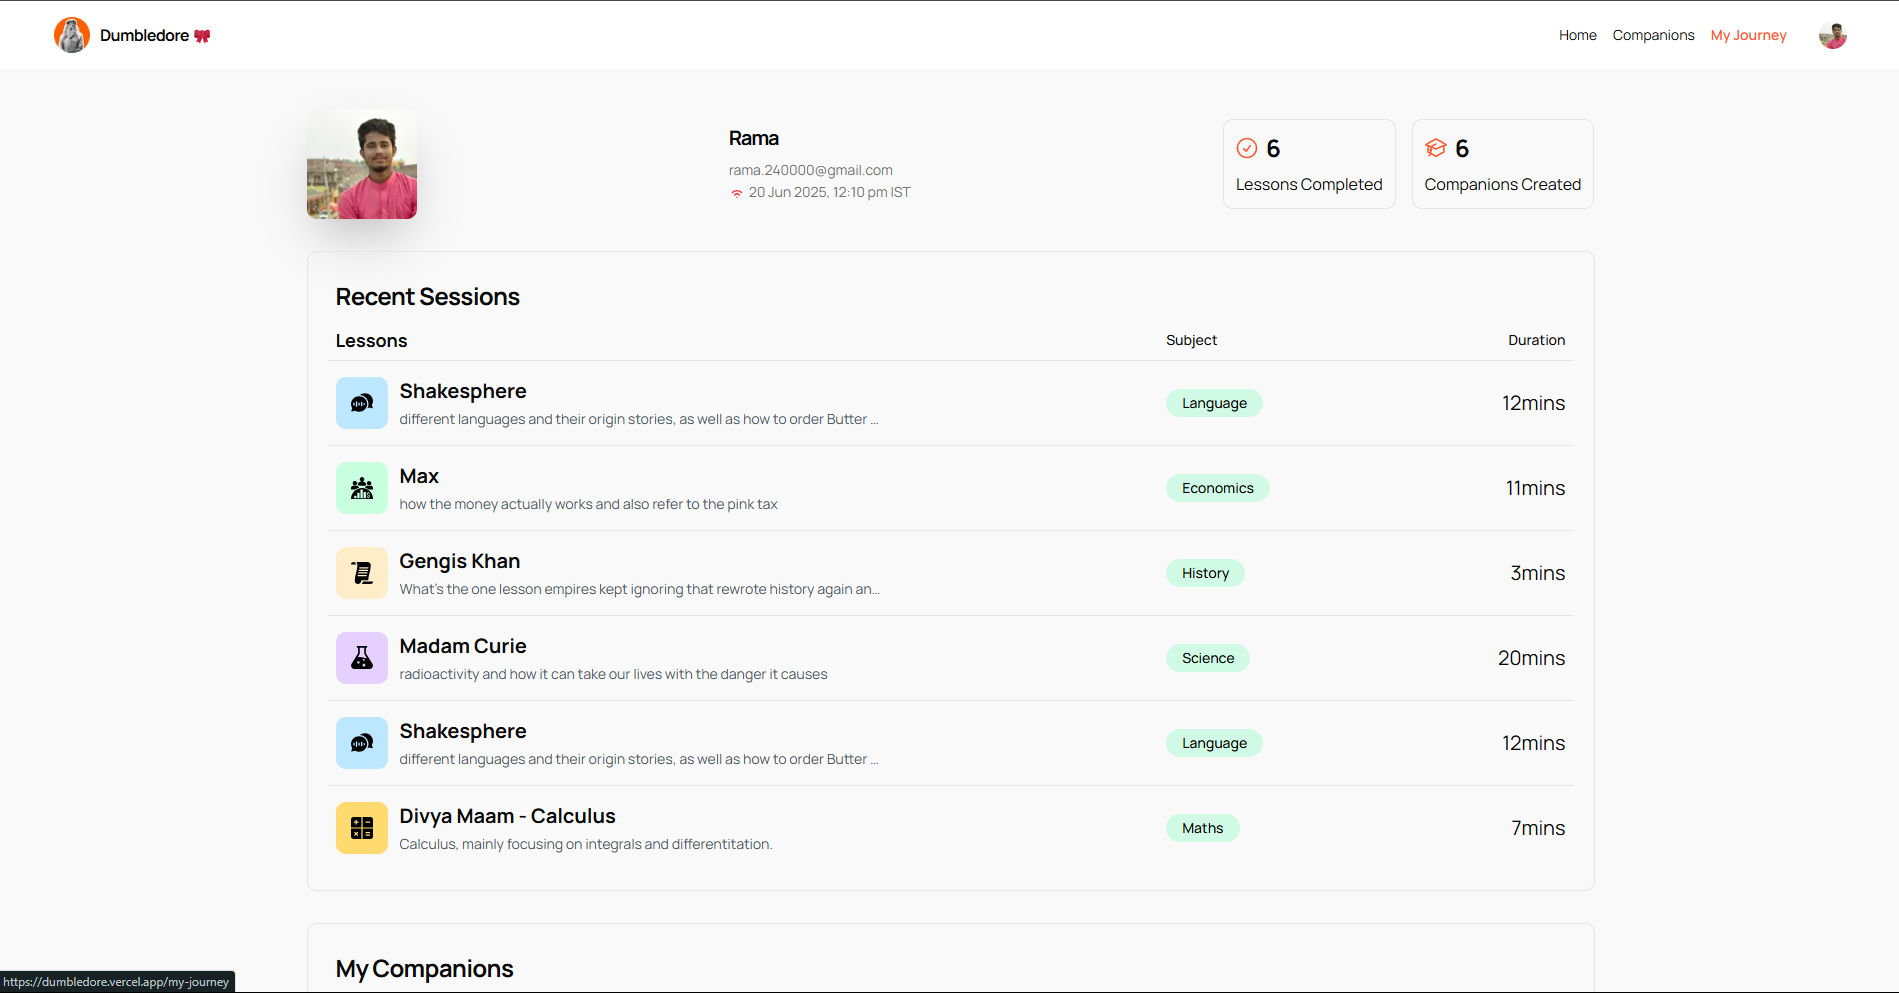 Dumbledore 🎀
Home Companions My Journey
Rama
rama.240000@gmail.com
20 Jun 2025, 12:10 pm IST
6
Lessons Completed
6
Companions Created
Recent Sessions
Lessons Subject Duration
Shakesphere
different languages and their origin stories, as well as how to order Butter ...
Language
12mins
Max
how the money actually works and also refer to the pink tax
Economics
11mins
Gengis Khan
What's the one lesson empires kept ignoring that rewrote history again an...
History
3mins
Madam Curie
radioactivity and how it can take our lives with the danger it causes
Science
20mins
Shakesphere
different languages and their origin stories, as well as how to order Butter ...
Language
12mins
Divya Maam - Calculus
Calculus, mainly focusing on integrals and differentitation.
Maths
7mins
My Companions
https://dumbledore.vercel.app/my-journey